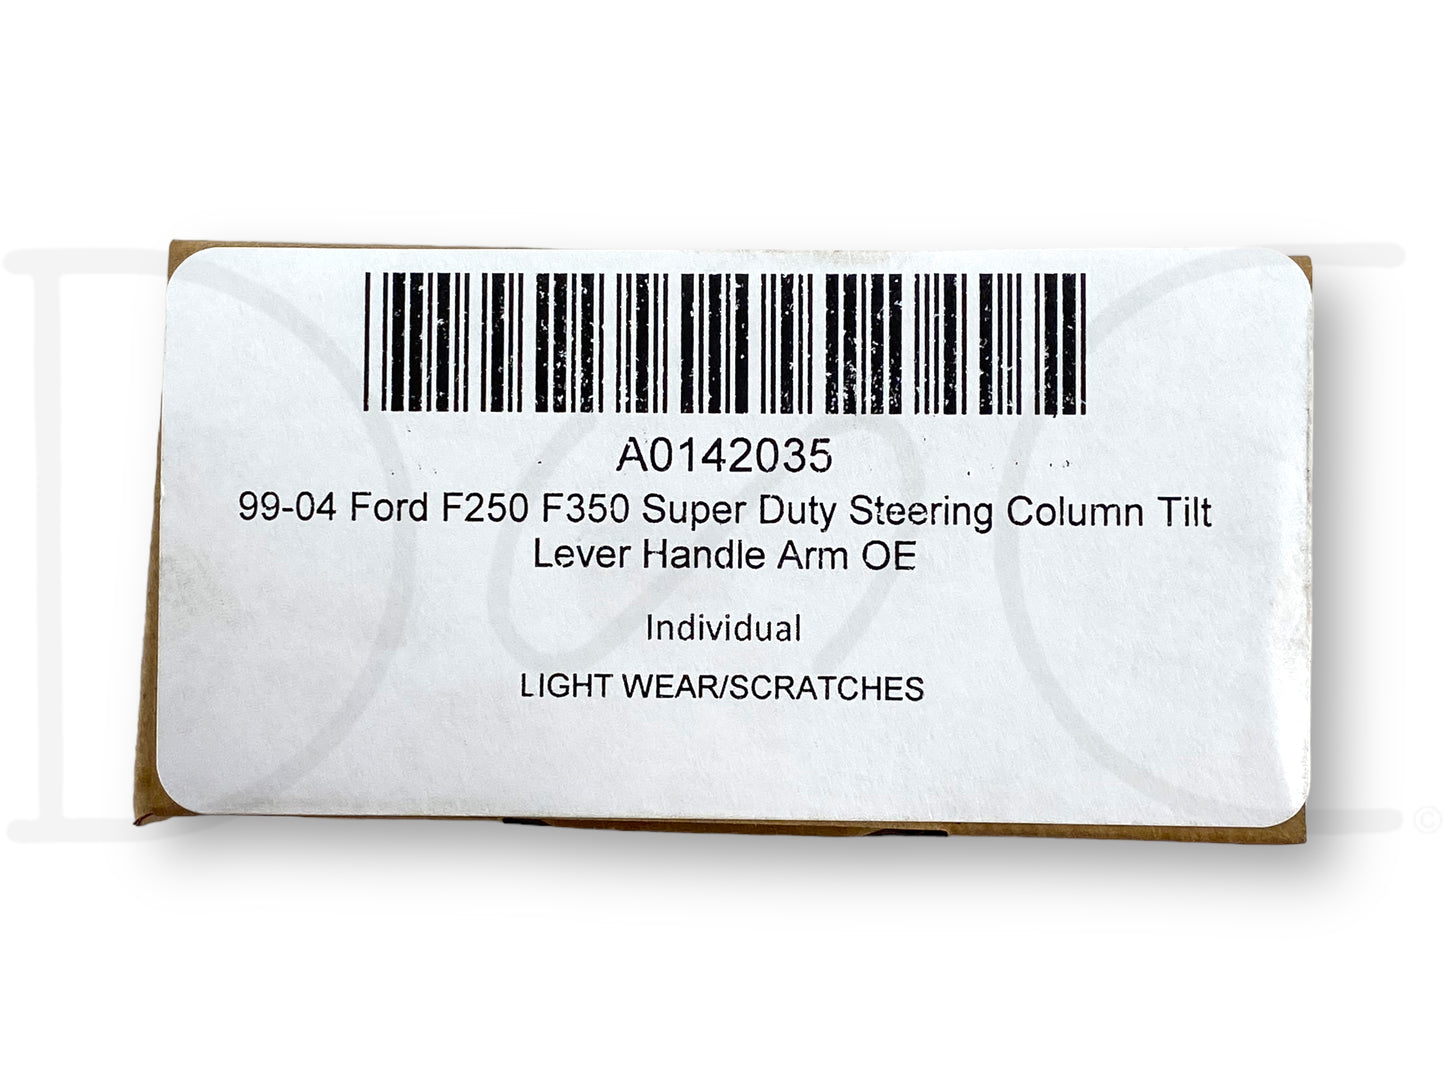 A0142035
99-04 Ford F250 F350 Super Duty Steering Column Tilt
Lever Handle Arm OE
Individual
LIGHT WEAR/SCRATCHES
©